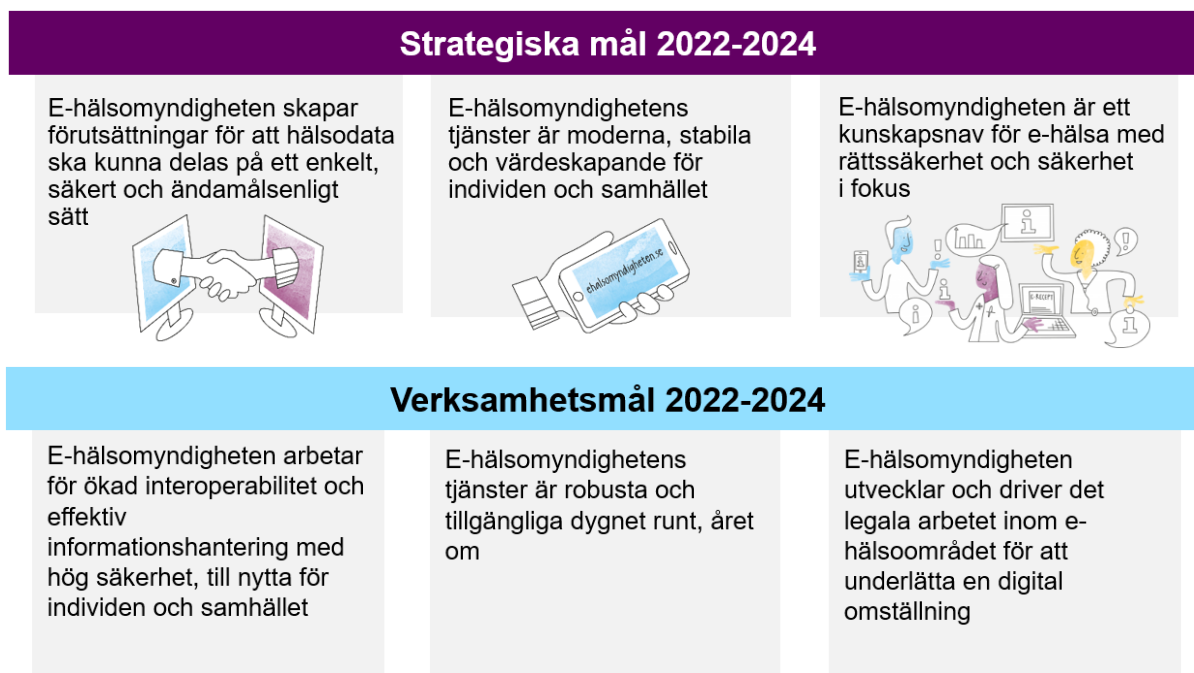 Strategiska mål 2022-2024
E-hälsomyndigheten skapar
förutsättningar för att hälsodata
ska kunna delas på ett enkelt,
säkert och ändamålsenligt
sätt
E-hälsomyndighetens
tjänster är moderna, stabila
och värdeskapande för
individen och samhället
ehalsomyndigheten.se
E-hälsomyndigheten är ett
kunskapsnav för e-hälsa med
rättssäkerhet och säkerhet
i fokus
i
!
i
!
i
i
i
E-RECEPT
i
Verksamhetsmål 2022-2024
E-hälsomyndigheten arbetar
för ökad interoperabilitet och
effektiv
informationshantering med
hög säkerhet, till nytta för
individen och samhället
E-hälsomyndighetens
tjänster är robusta och
tillgängliga dygnet runt, året
om
E-hälsomyndigheten
utvecklar och driver det
legala arbetet inom e-
hälsoområdet för att
underlätta en digital
omställning